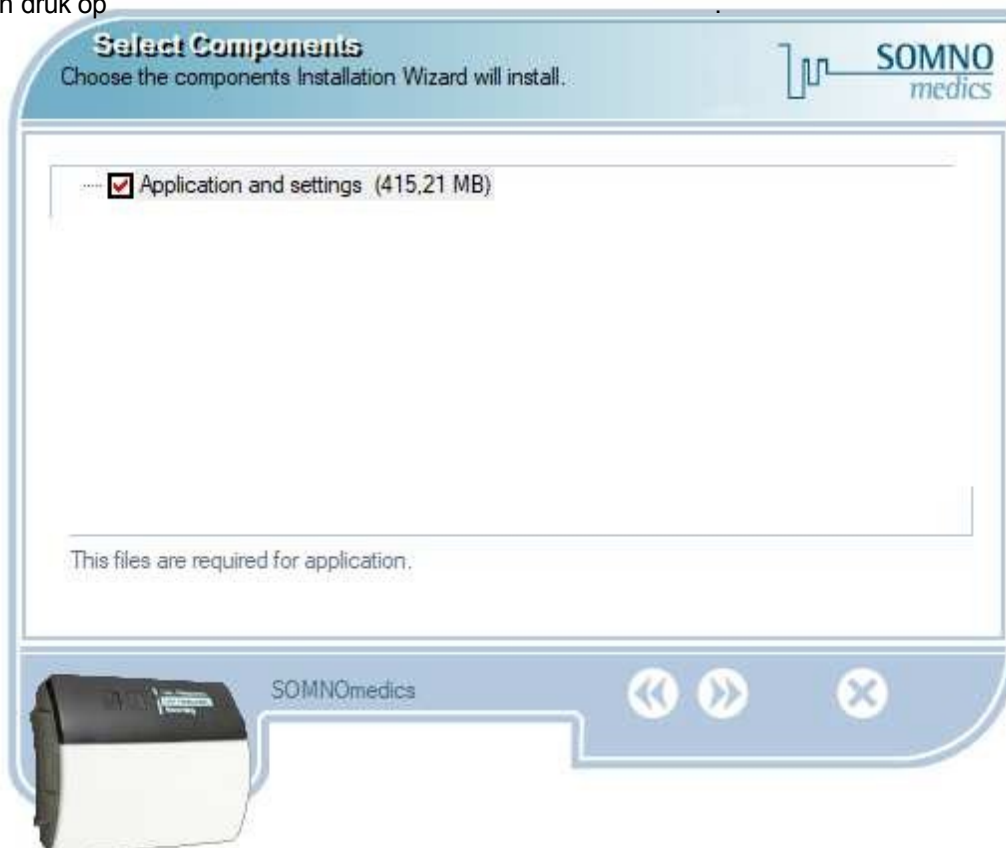 n druk op .
Select Components
Choose the components Installation Wizard will install.
SOMNO
medics
Application and settings (415,21 MB)
This files are required for application.
SOMNOmedics